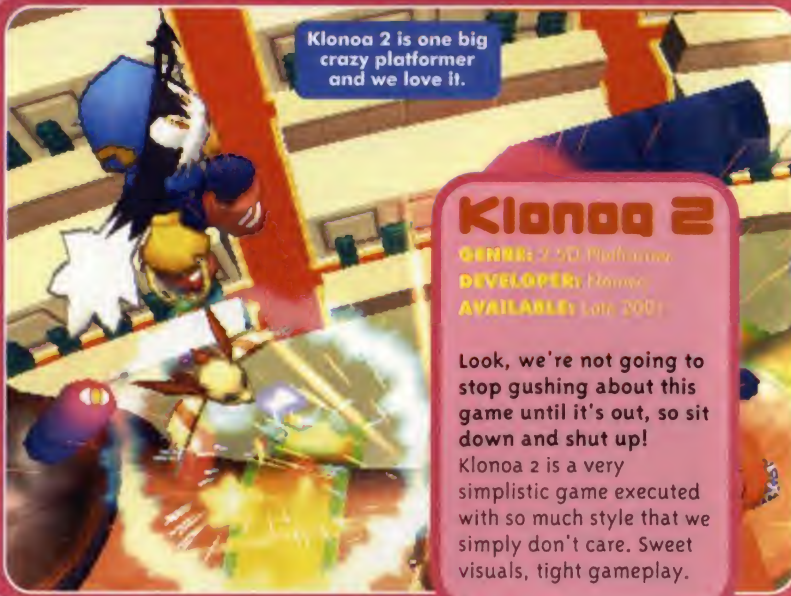 Klonoa 2 is one big
crazy platformer
and we love it.
Klonoa 2
GENRE: 2.5D Platformer
DEVELOPER: Namco
AVAILABLE: Late 2001
Look, we're not going to
stop gushing about this
game until it's out, so sit
down and shut up!
Klonoa 2 is a very
simplistic game executed
with so much style that we
simply don't care. Sweet
visuals, tight gameplay.